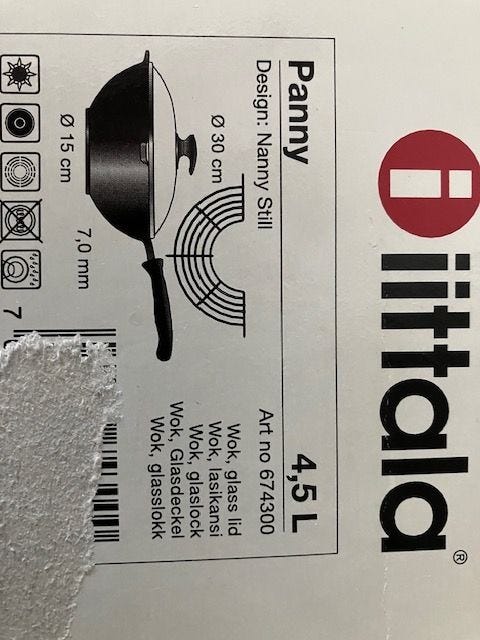 iittala®
Panny
4,5 L
Design: Nanny Still
Art no 674300
Ø 30 cm
Wok, glass lid
Wok, lasikansi
Wok, glaslock
Wok, Glasdeckel
Wok, glasslokk
7,0 mm
Ø 15 cm
7